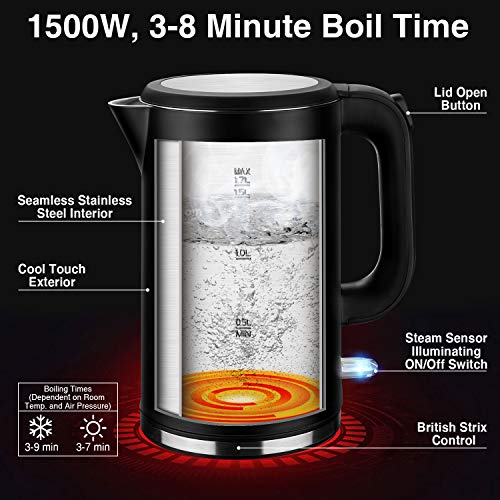 1500W, 3-8 Minute Boil Time
Lid Open
Button
MAX
1.7L
1.5L
Seamless Stainless
Steel Interior
1.0L
Cool Touch
Exterior
0.5L
MIN
Steam Sensor
Illuminating
ON/Off Switch
Boiling Times
(Dependent on Room
Temp. and Air Pressure)
3-9 min
3-7 min
British Strix
Control